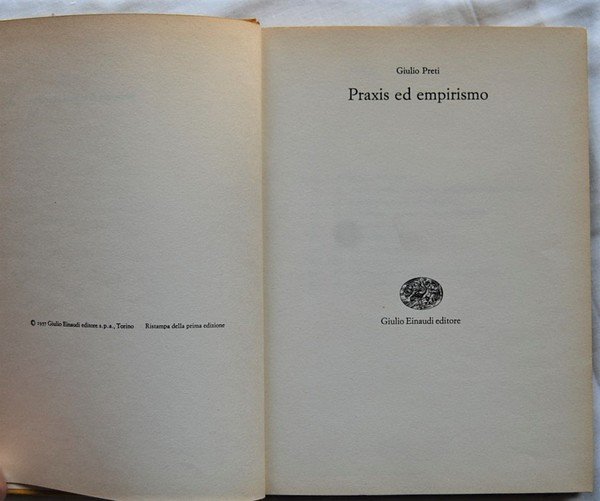 © 1957 Giulio Einaudi editore s.p.a., Torino Ristampa della prima edizione
Giulio Preti
Praxis ed empirismo
Giulio Einaudi editore